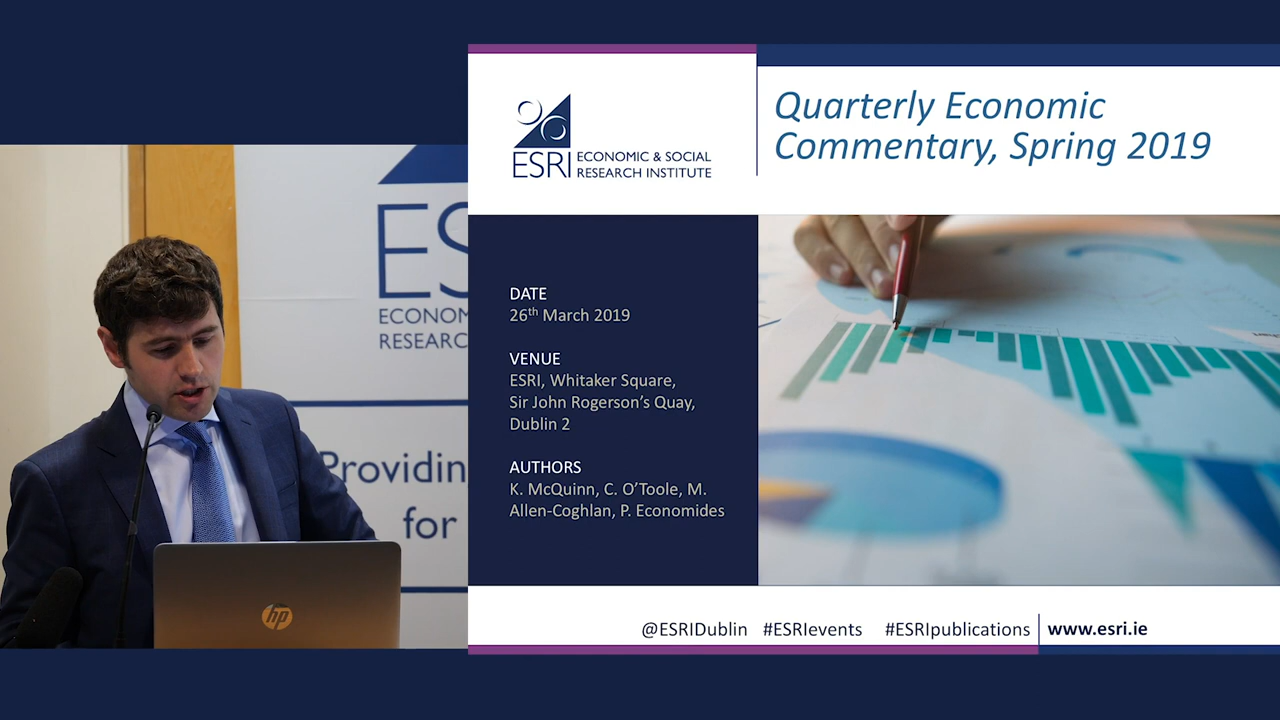 ES
ECONOM
RESEARC
Providin
for
hp
ESRI
ECONOMIC & SOCIAL
RESEARCH INSTITUTE
Quarterly Economic
Commentary, Spring 2019
DATE
26th March 2019
VENUE
ESRI, Whitaker Square,
Sir John Rogerson's Quay,
Dublin 2
AUTHORS
K. McQuinn, C. O'Toole, M.
Allen-Coghlan, P. Economides
@ESRIDublin #ESRIevents #ESRIpublications www.esri.ie